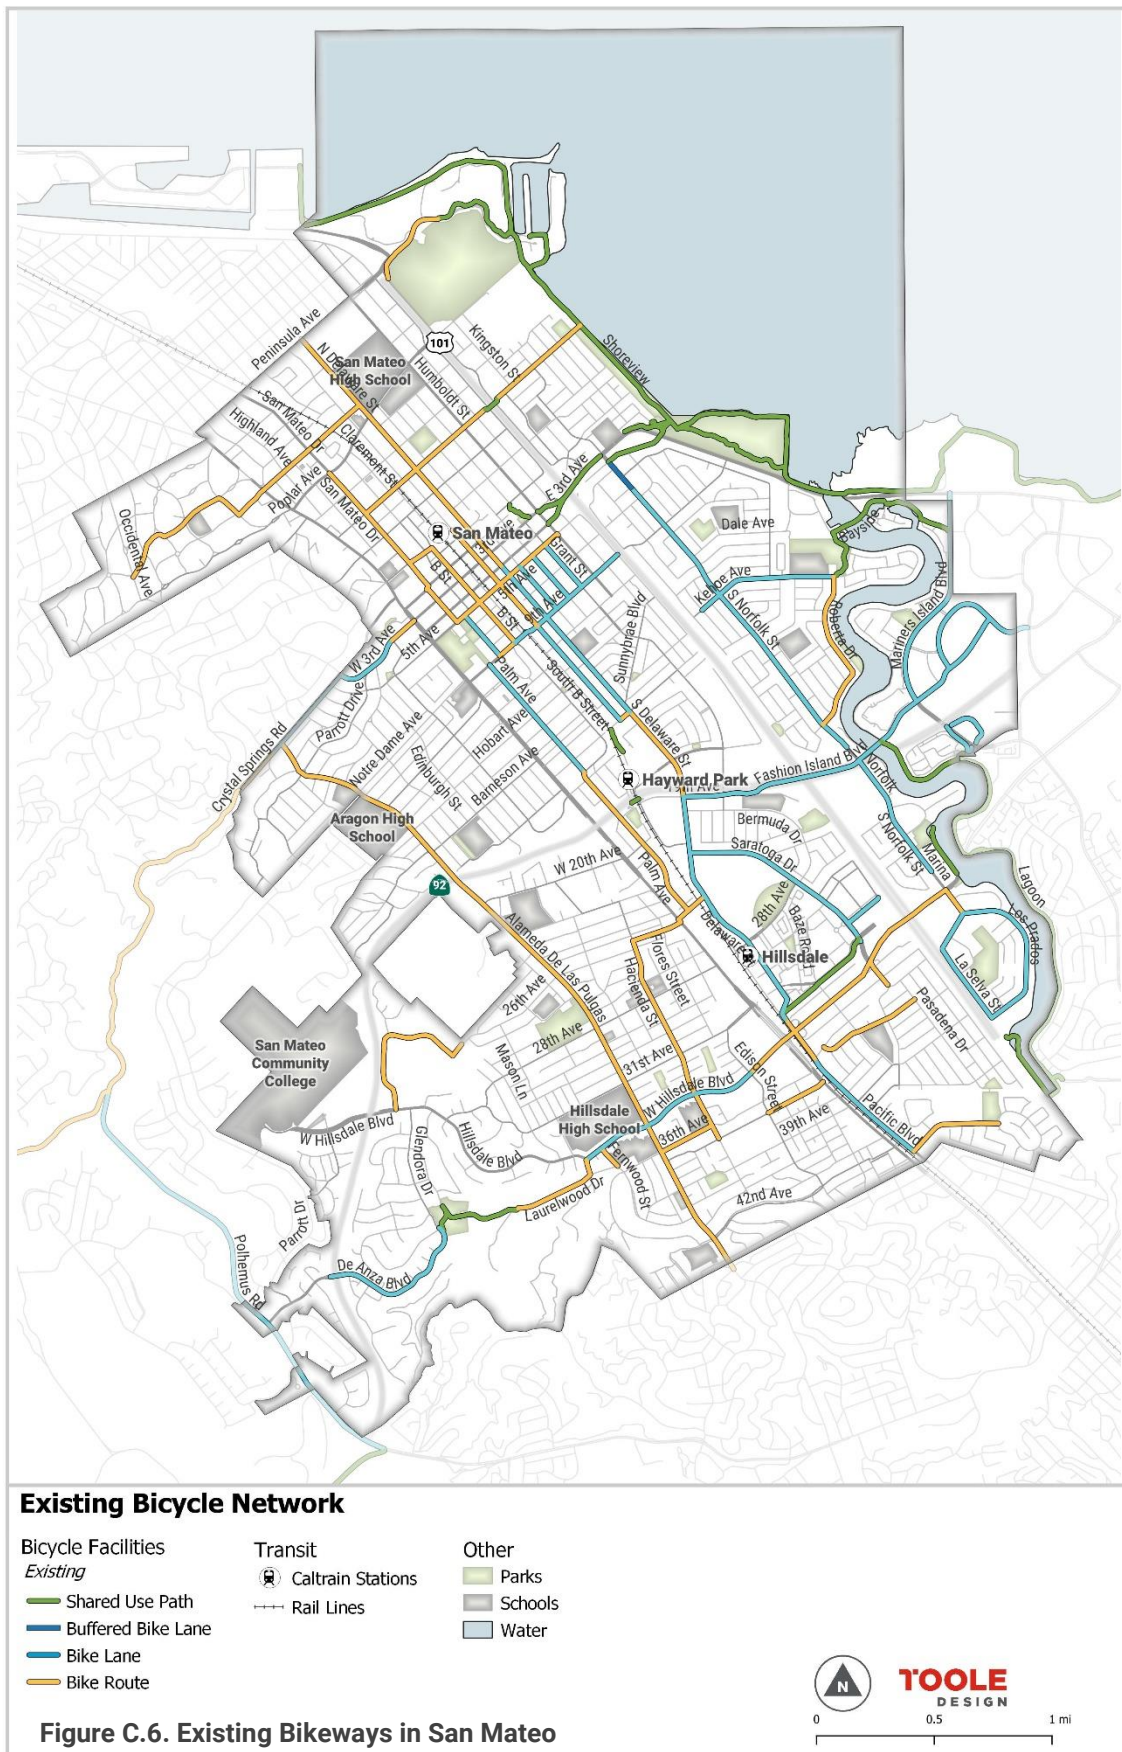 Peninsula Ave
N Delaware St
San Mateo
High School
101
Kingston St
Humboldt St
Shoreview
San Mateo Dr
Highland Ave
Claremont St
Poplar Ave
San Mateo Dr
E 3rd Ave
Occidental Ave
San Mateo
Dale Ave
Bayside
Grant St
B St
5th Ave
9th Ave
B St
Kehoe Ave
S Norfolk St
Roberta Dr
Mariners Island Blvd
W 3rd Ave
5th Ave
Sunnybrae Blvd
Palm Ave
South B Street
Parrott Drive
Notre Dame Ave
Hobart Ave
S Delaware St
Crystal Springs Rd
Edinburgh St
Barneson Ave
Hayward Park
19th Ave
Fashion Island Blvd
Norfolk
Aragon High
School
Bermuda Dr
S Norfolk St
Marina
Lagoon
W 20th Ave
Palm Ave
Saratoga Dr
92
28th Ave
Baze Road
Los Prados
Alameda De Las Pulgas
Delaware St
Flores Street
Hacienda St
Hillsdale
La Selva St
26th Ave
28th Ave
Pasadena Dr
San Mateo
Community
College
Mason Ln
31st Ave
Edison Street
W Hillsdale Blvd
Hillsdale
High School
Pacific Blvd
39th Ave
36th Ave
W Hillsdale Blvd
Hillsdale Blvd
Glendora Dr
Fernwood St
Laurelwood Dr
42nd Ave
Parrott Dr
Polhemus Rd
De Anza Blvd
Existing Bicycle Network
Bicycle Facilities
Existing
Shared Use Path
Buffered Bike Lane
Bike Lane
Bike Route
Transit
Caltrain Stations
Rail Lines
Other
Parks
Schools
Water
N
TOOLE
DESIGN
0 0.5 1 mi
Figure C.6. Existing Bikeways in San Mateo